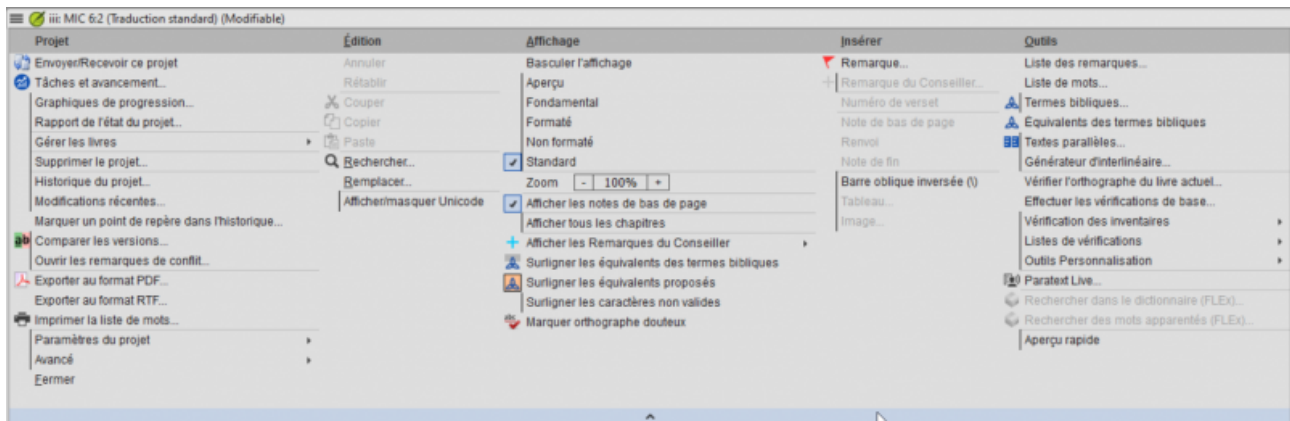 iii: MIC 6:2 (Traduction standard) (Modifiable)
Projet
Envoyer/Recevoir ce projet
Tâches et avancement...
Graphiques de progression...
Rapport de l'état du projet...
Gérer les livres
Supprimer le projet...
Historique du projet...
Modifications récentes...
Marquer un point de repère dans l'historique...
Comparer les versions...
Ouvrir les remarques de conflit...
Exporter au format PDF...
Exporter au format RTF...
Imprimer la liste de mots...
Paramètres du projet
Avancé
Fermer
Édition
Annuler
Rétablir
Couper
Copier
Paste
Rechercher...
Remplacer...
Afficher/masquer Unicode
Affichage
Basculer l'affichage
Aperçu
Fondamental
Formaté
Non formaté
Standard
Zoom - 100% +
Afficher les notes de bas de page
Afficher tous les chapitres
Afficher les Remarques du Conseiller
Surligner les équivalents des termes bibliques
Surligner les équivalents proposés
Surligner les caractères non valides
Marquer orthographe douteux
Insérer
Remarque...
Remarque du Conseiller...
Numéro de verset
Note de bas de page
Renvoi
Note de fin
Barre oblique inversée (\)
Tableau...
Image...
Outils
Liste des remarques...
Liste de mots...
Termes bibliques...
Équivalents des termes bibliques
Textes parallèles...
Générateur d'interlinéaire...
Vérifier l'orthographe du livre actuel...
Effectuer les vérifications de base...
Vérification des inventaires
Listes de vérifications
Outils Personnalisation
Paratext Live...
Rechercher dans le dictionnaire (FLEx)...
Rechercher des mots apparentés (FLEx)...
Aperçu rapide